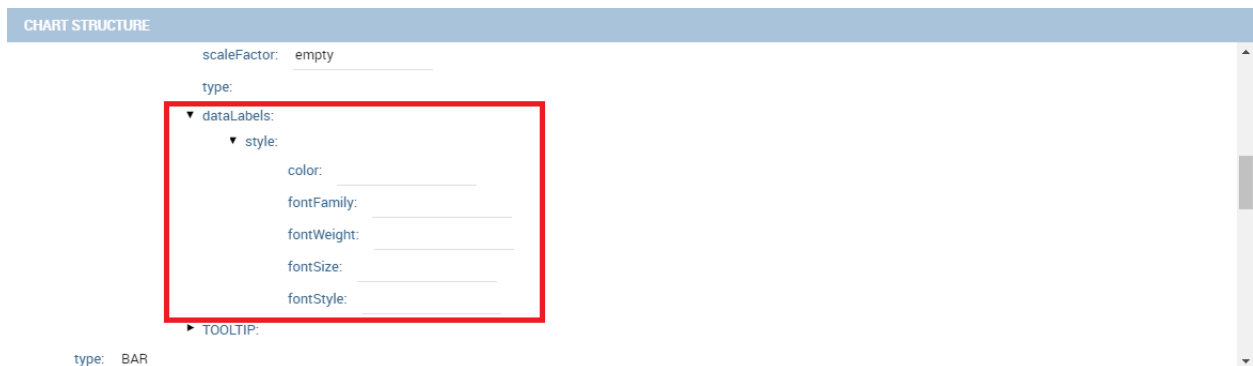 CHART STRUCTURE
scaleFactor: empty
type:
dataLabels:
style:
color:
fontFamily:
fontWeight:
fontSize:
fontStyle:
TOOLTIP:
type: BAR